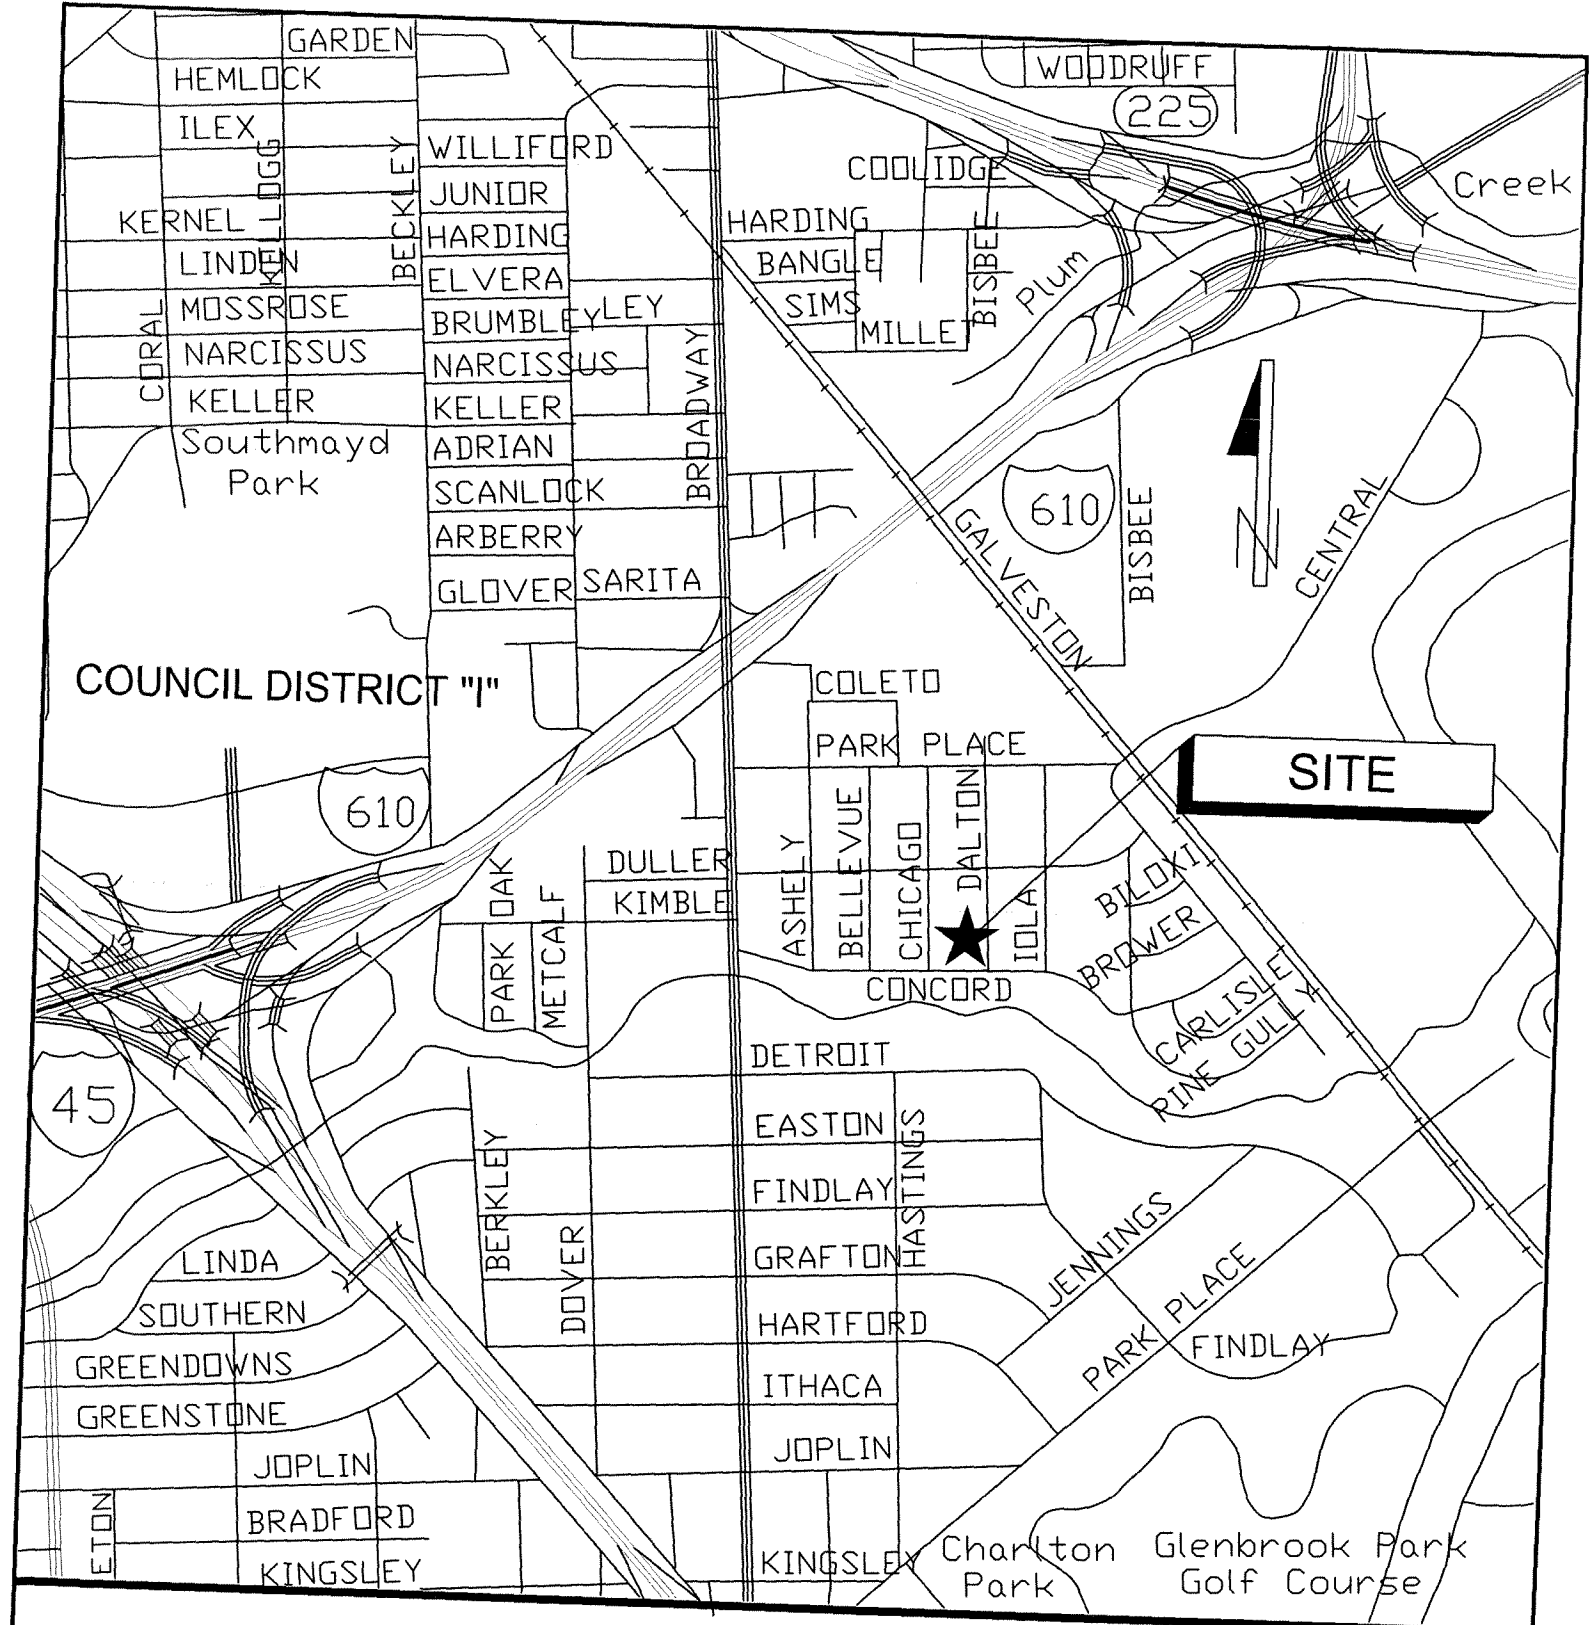 GARDEN
WOODRUFF
HEMLOCK
225
ILEX
WILLIFORD
COOLIDGE
Creek
KELLOGG
BECKLEY
JUNIOR
KERNEL
HARDING
HARDING
BISBEE
LINDEN
BANGLE
ELVERA
Plum
MOSSROSE
BRUMBLEY
LEY
SIMS
MILLET
CORAL
NARCISSUS
NARCISSUS
BROADWAY
KELLER
KELLER
Southmayd
Park
ADRIAN
SCANLOCK
610
BISBEE
N
CENTRAL
ARBERRY
GALVESTON
GLOVER
SARITA
COUNCIL DISTRICT "I"
COLETO
PARK PLACE
SITE
610
DULLER
KIMBLE
ASHELY
BELLEVUE
CHICAGO
DALTON
IOLA
BILOXI
BROWER
CARLISLE
PINE GULLY
PARK OAK
METCALF
CONCORD
45
DETROIT
EASTON
HASTINGS
BERKLEY
FINDLAY
LINDA
GRAFTON
JENNINGS
DOVER
SOUTHERN
HARTFORD
PARK PLACE
FINDLAY
GREENDOWNS
ITHACA
GREENSTONE
JOPLIN
JOPLIN
ETON
BRADFORD
KINGSLEY
KINGSLEY
Charlton
Park
Glenbrook Park
Golf Course